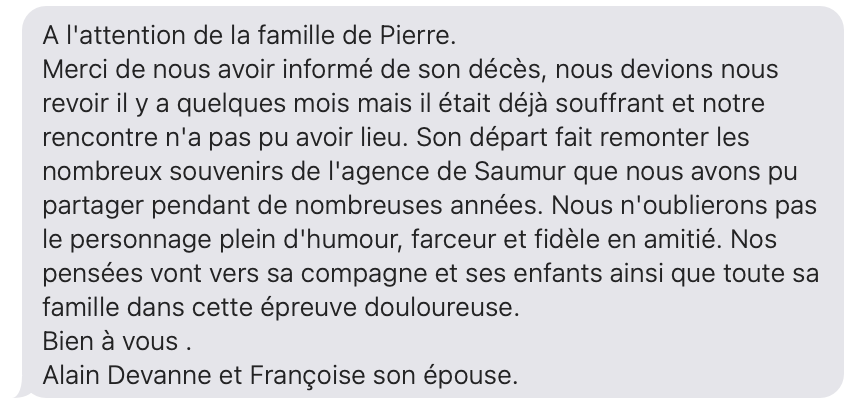 A l'attention de la famille de Pierre.
Merci de nous avoir informé de son décès, nous devions nous
revoir il y a quelques mois mais il était déjà souffrant et notre
rencontre n'a pas pu avoir lieu. Son départ fait remonter les
nombreux souvenirs de l'agence de Saumur que nous avons pu
partager pendant de nombreuses années. Nous n'oublierons pas
le personnage plein d'humour, farceur et fidèle en amitié. Nos
pensées vont vers sa compagne et ses enfants ainsi que toute sa
famille dans cette épreuve douloureuse.
Bien à vous .
Alain Devanne et Françoise son épouse.